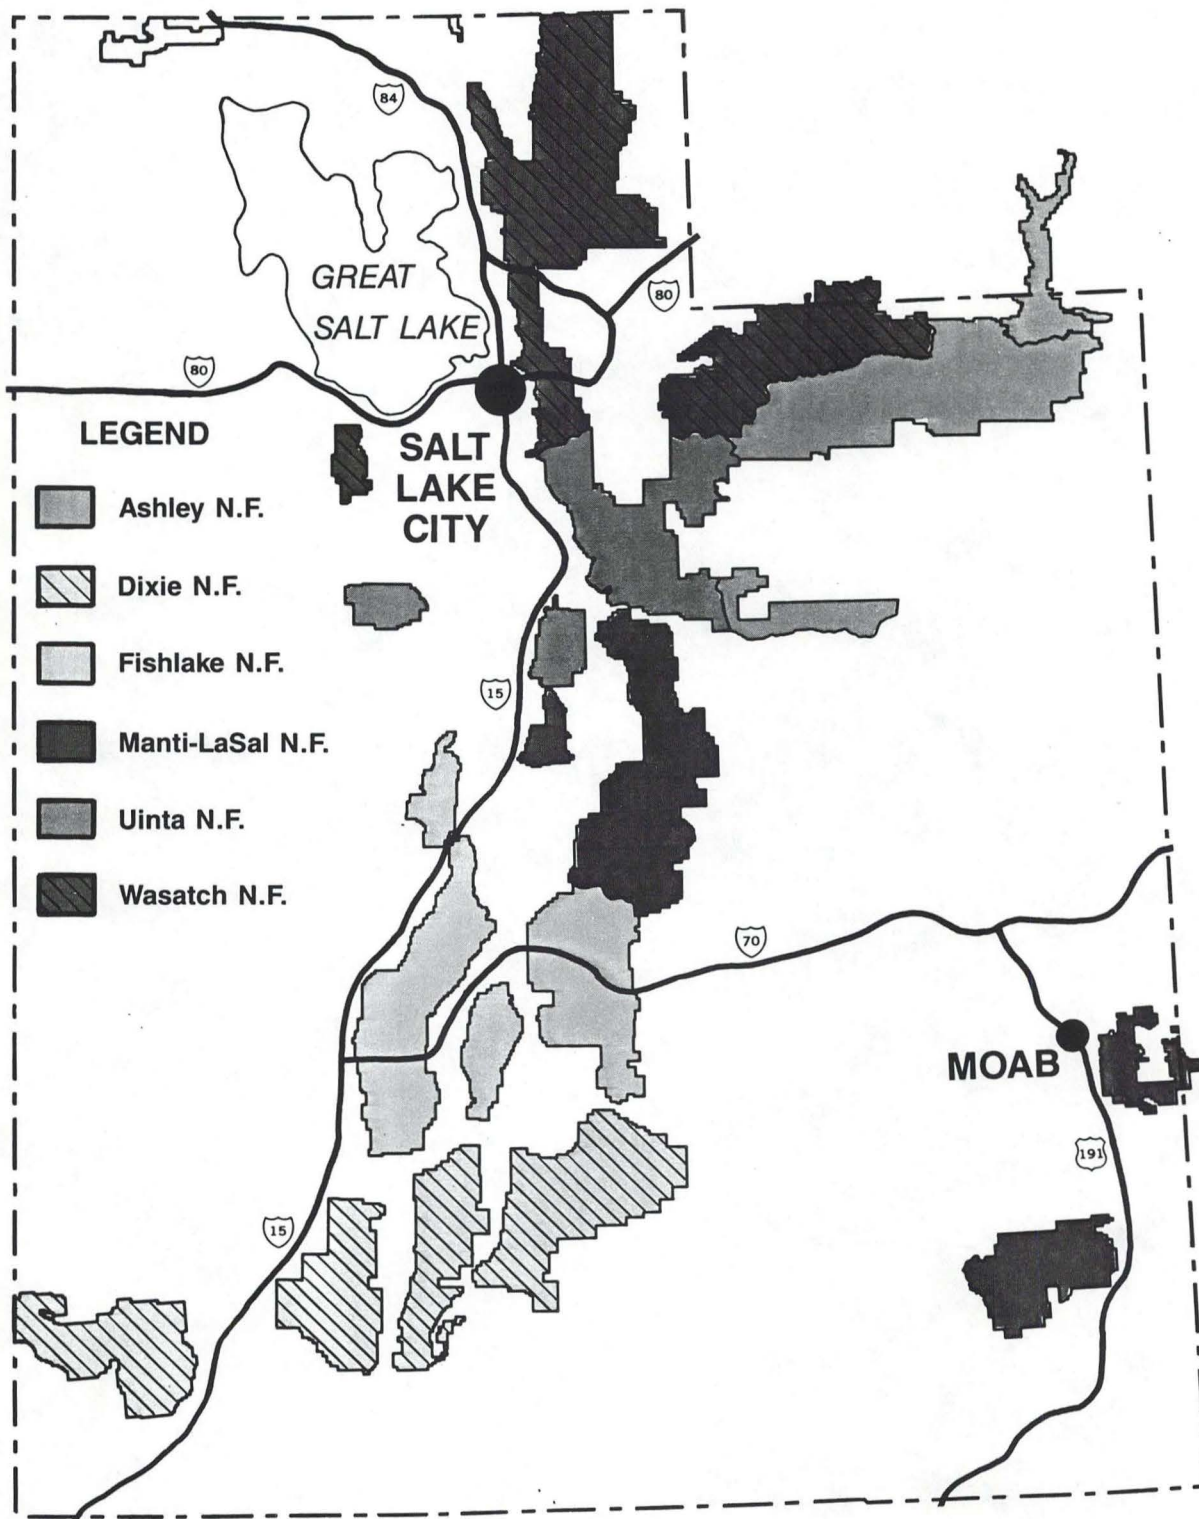 84
GREAT
SALT LAKE
80
80
LEGEND
SALT
LAKE
CITY
Ashley N.F.
Dixie N.F.
Fishlake N.F.
15
Manti-LaSal N.F.
Uinta N.F.
Wasatch N.F.
70
MOAB
191
15